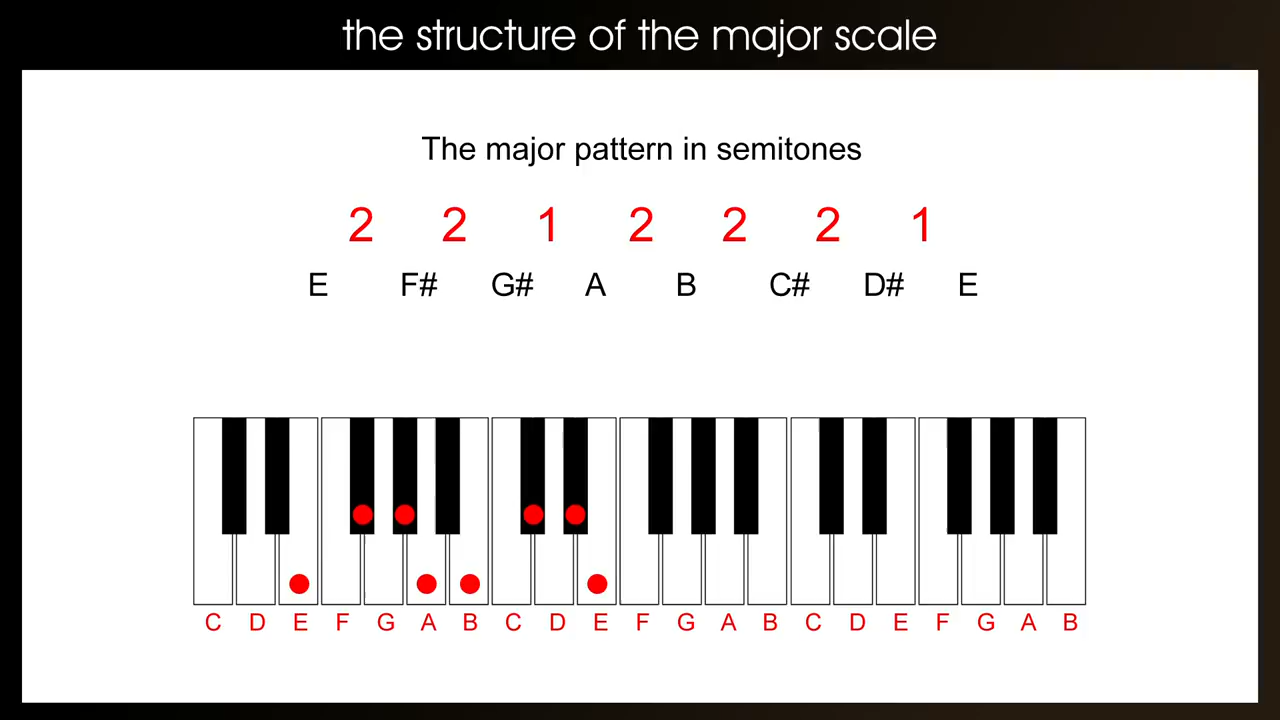 the structure of the major scale
The major pattern in semitones
2 2 1 2 2 2 1
E F# G# A B C# D# E
C D E F G A B C D E F G A B C D E F G A B